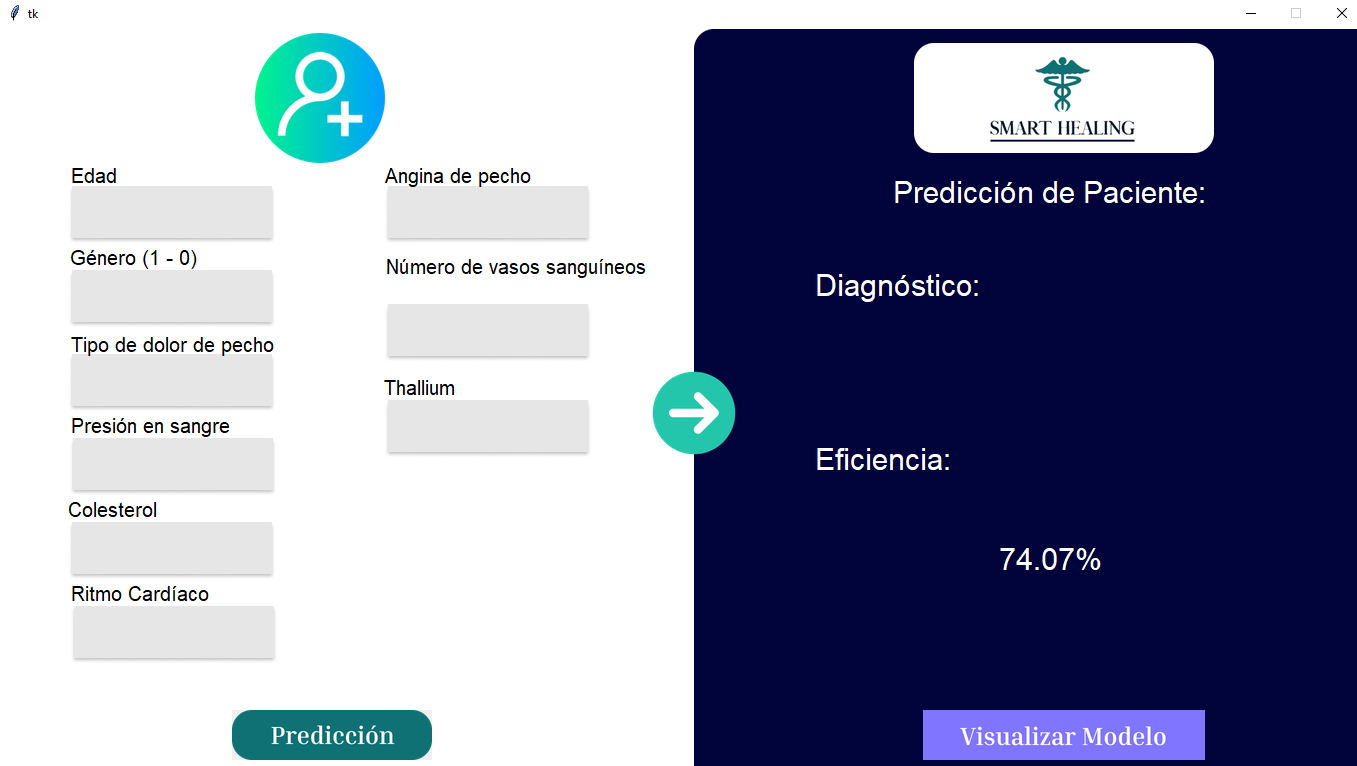 tk
Edad
Género (1 - 0)
Tipo de dolor de pecho
Presión en sangre
Colesterol
Ritmo Cardíaco
Angina de pecho
Número de vasos sanguíneos
Thallium
Predicción
SMART HEALING
Predicción de Paciente:
Diagnóstico:
Eficiencia:
74.07%
Visualizar Modelo